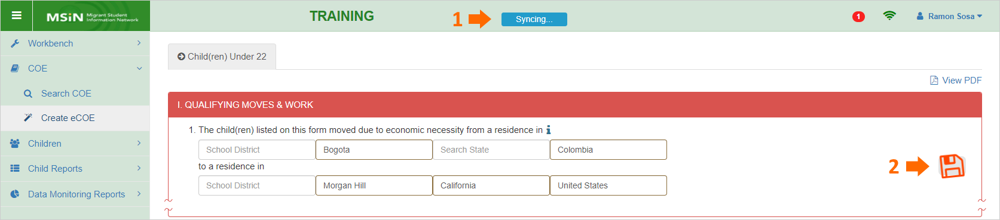 MSiN Migrant Student
Information Network
TRAINING
1 Syncing...
1
Ramon Sosa
Workbench
COE
Search COE
Create eCOE
Children
Child Reports
Data Monitoring Reports
Child(ren) Under 22
View PDF
I. QUALIFYING MOVES & WORK
1. The child(ren) listed on this form moved due to economic necessity from a residence in i
School District Bogota Search State Colombia
to a residence in
2
School District Morgan Hill California United States